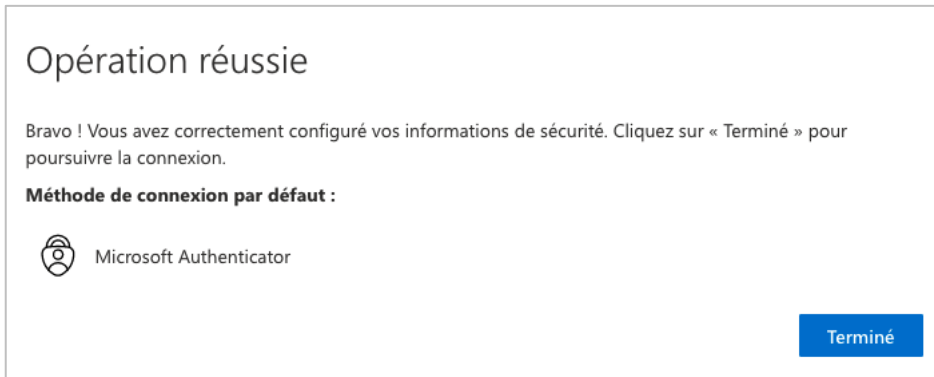 Opération réussie
Bravo ! Vous avez correctement configuré vos informations de sécurité. Cliquez sur « Terminé » pour
poursuivre la connexion.
Méthode de connexion par défaut :
Microsoft Authenticator
Terminé